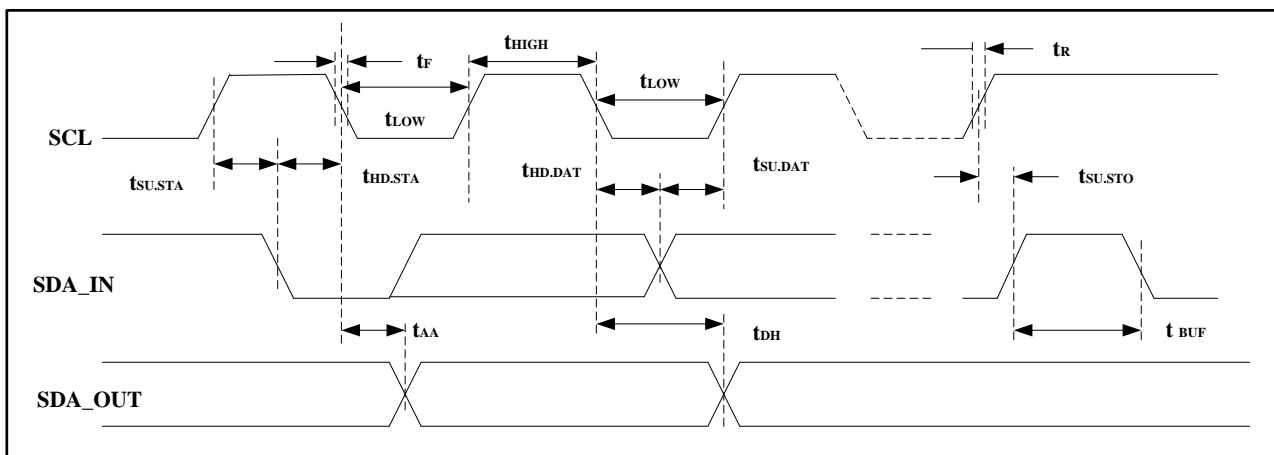 tHIGH
tF
tR
tLOW
tLOW
SCL
tSU.STA
tHD.STA
tHD.DAT
tSU.DAT
tSU.STO
SDA_IN
tAA
tDH
t BUF
SDA_OUT